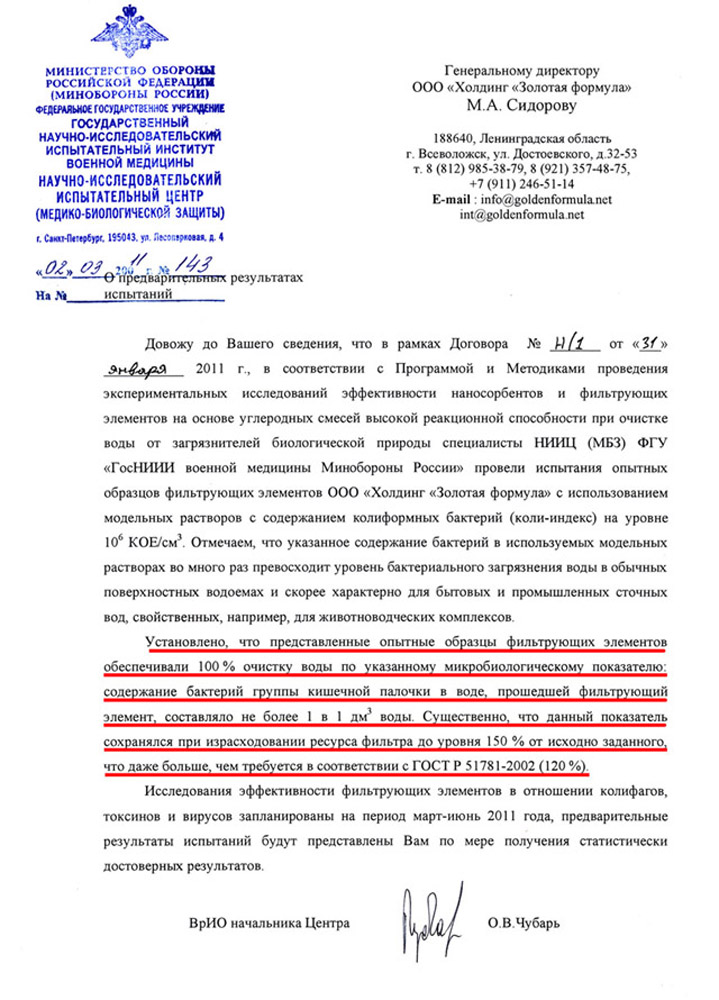 МИНИСТЕРСТВО ОБОРОНЫ
РОССИЙСКОЙ ФЕДЕРАЦИИ
(МИНОБОРОНЫ РОССИИ)
ФЕДЕРАЛЬНОЕ ГОСУДАРСТВЕННОЕ УЧРЕЖДЕНИЕ
ГОСУДАРСТВЕННЫЙ
НАУЧНО-ИССЛЕДОВАТЕЛЬСКИЙ
ИСПЫТАТЕЛЬНЫЙ ИНСТИТУТ
ВОЕННОЙ МЕДИЦИНЫ
НАУЧНО-ИССЛЕДОВАТЕЛЬСКИЙ
ИСПЫТАТЕЛЬНЫЙ ЦЕНТР
(МЕДИКО-БИОЛОГИЧЕСКОЙ ЗАЩИТЫ)
г. Санкт-Петербург, 195043, ул. Лесопарковая, д. 4
«02» 03 200 11 г. № 143
На №
О предварительных результатах
испытаний
Генеральному директору
ООО «Холдинг «Золотая формула»
М.А. Сидорову
188640, Ленинградская область
г. Всеволожск, ул. Достоевского, д.32-53
т. 8 (812) 985-38-79, 8 (921) 357-48-75,
+7 (911) 246-51-14
E-mail : info@goldenformula.net
int@goldenformula.net
Довожу до Вашего сведения, что в рамках Договора № Н/1 от «31»
января 2011 г., в соответствии с Программой и Методиками проведения
экспериментальных исследований эффективности наносорбентов и фильтрующих
элементов на основе углеродных смесей высокой реакционной способности при очистке
воды от загрязнителей биологической природы специалисты НИИЦ (МБЗ) ФГУ
«ГосНИИИ военной медицины Минобороны России» провели испытания опытных
образцов фильтрующих элементов ООО «Холдинг «Золотая формула» с использованием
модельных растворов с содержанием колиформных бактерий (коли-индекс) на уровне
10⁶ КОЕ/см³. Отмечаем, что указанное содержание бактерий в используемых модельных
растворах во много раз превосходит уровень бактериального загрязнения воды в обычных
поверхностных водоемах и скорее характерно для бытовых и промышленных сточных
вод, свойственных, например, для животноводческих комплексов.
Установлено, что представленные опытные образцы фильтрующих элементов
обеспечивали 100 % очистку воды по указанному микробиологическому показателю:
содержание бактерий группы кишечной палочки в воде, прошедшей фильтрующий
элемент, составляло не более 1 в 1 дм³ воды. Существенно, что данный показатель
сохранялся при израсходовании ресурса фильтра до уровня 150 % от исходно заданного,
что даже больше, чем требуется в соответствии с ГОСТ Р 51781-2002 (120 %).
Исследования эффективности фильтрующих элементов в отношении колифагов,
токсинов и вирусов запланированы на период март-июнь 2011 года, предварительные
результаты испытаний будут представлены Вам по мере получения статистически
достоверных результатов.
ВрИО начальника Центра
О.В.Чубарь